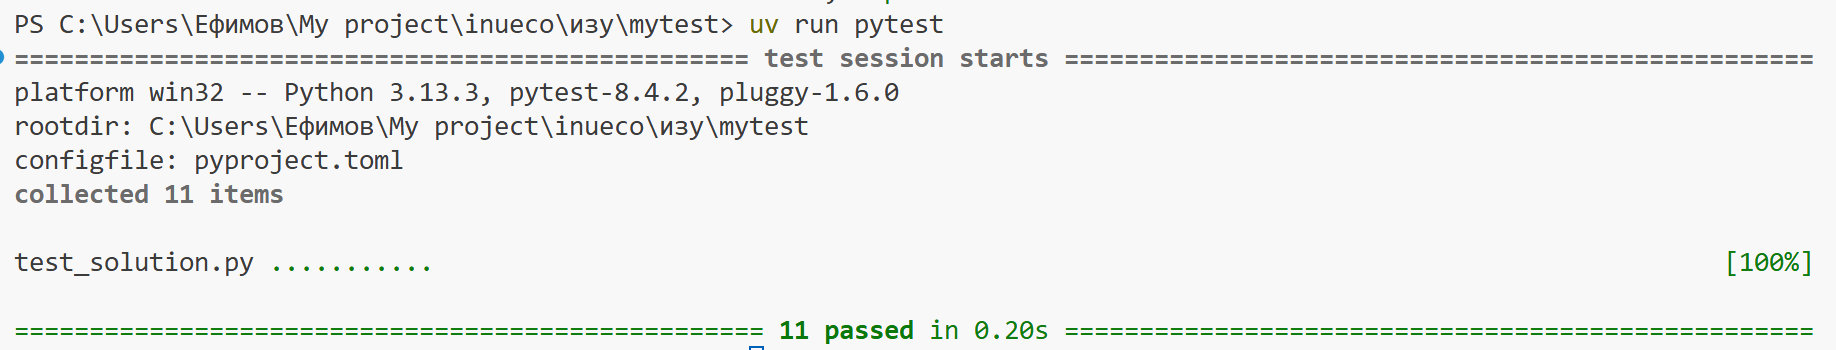 PS C:\Users\Ефимов\My project\inueco\изу\mytest> uv run pytest
================================================= test session starts ==================================================
platform win32 -- Python 3.13.3, pytest-8.4.2, pluggy-1.6.0
rootdir: C:\Users\Ефимов\My project\inueco\изу\mytest
configfile: pyproject.toml
collected 11 items
test_solution.py ........... [100%]
================================================== 11 passed in 0.20s ==================================================